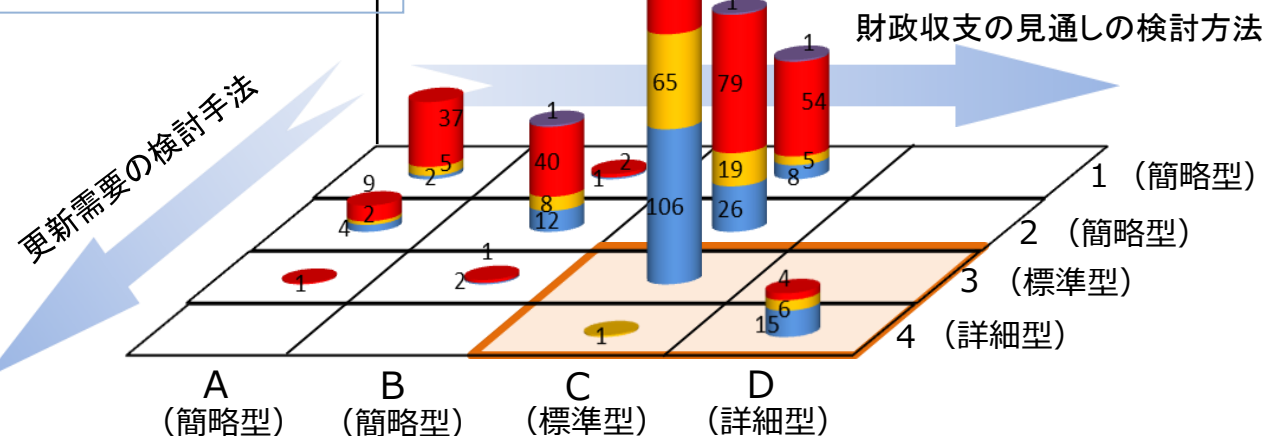 財政収支の見通しの検討方法
更新需要の検討手法
1
1
65
79
54
37
1
40
2
1
5
2
19
5
8
9
2
4
8
12
106
26
1
1
2
4
6
15
1
1 （簡略型）
2 （簡略型）
3 （標準型）
4 （詳細型）
A
（簡略型）
B
（簡略型）
C
（標準型）
D
（詳細型）